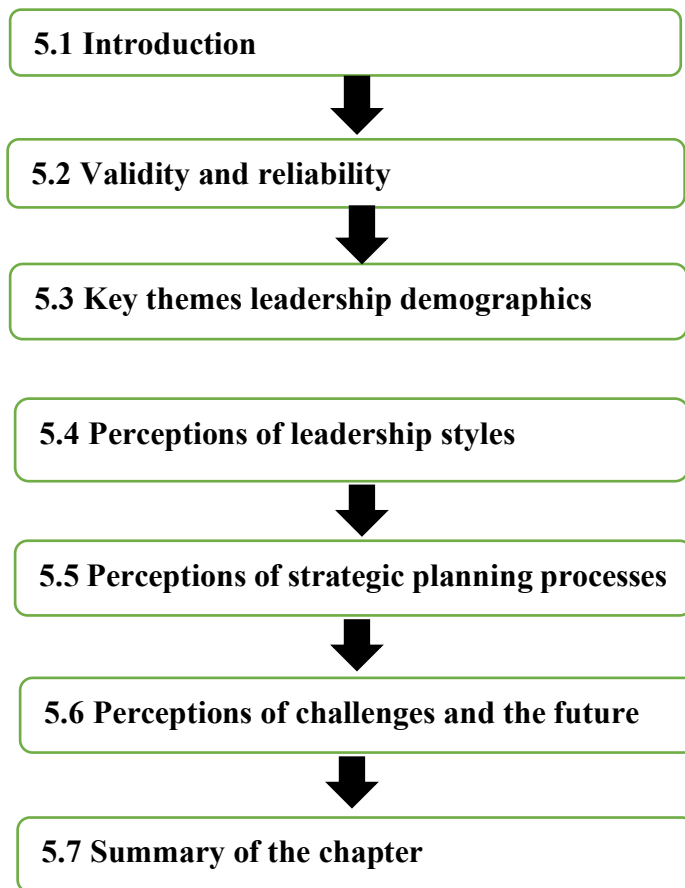 5.1 Introduction
5.2 Validity and reliability
5.3 Key themes leadership demographics
5.4 Perceptions of leadership styles
5.5 Perceptions of strategic planning processes
5.6 Perceptions of challenges and the future
5.7 Summary of the chapter